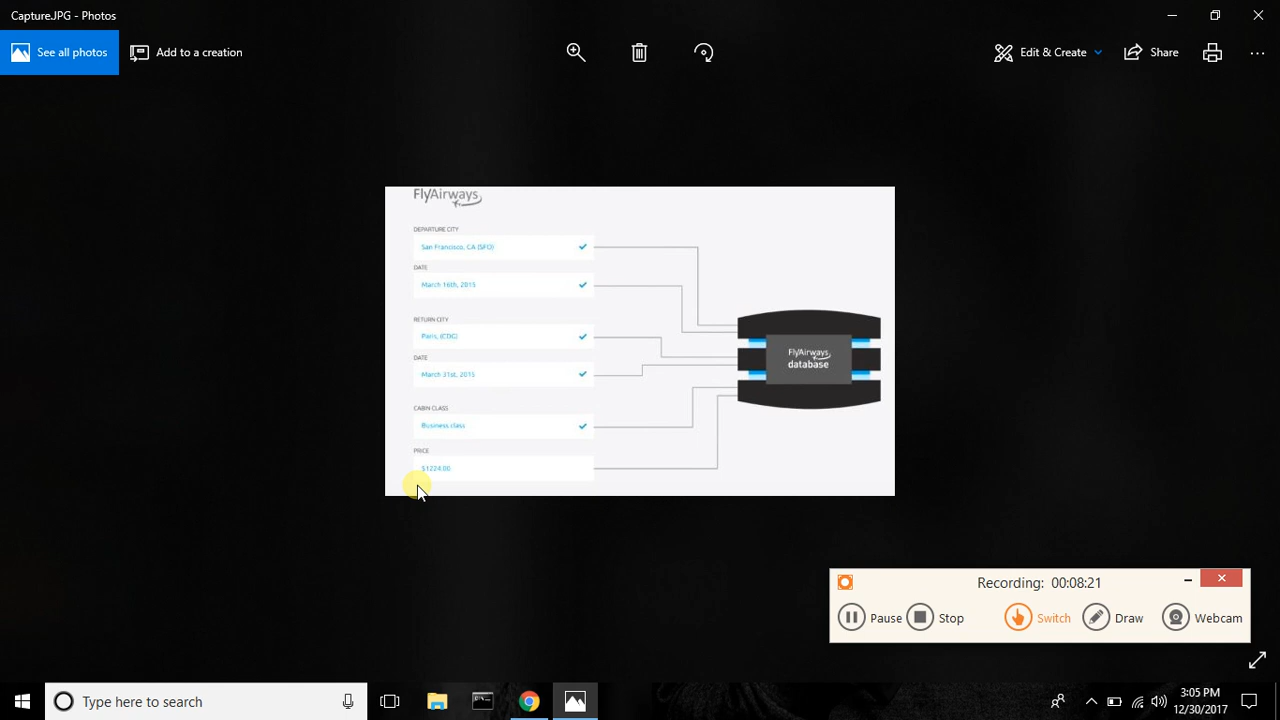 Capture.JPG - Photos
See all photos
Add to a creation
Edit & Create
Share
FlyAirways
DEPARTURE CITY
San Francisco, CA (SFO)
DATE
March 16th, 2015
RETURN CITY
Paris, (CDG)
DATE
March 31st, 2015
CABIN CLASS
Business class
PRICE
$1224.00
FlyAirways
database
Recording: 00:08:21
Pause
Stop
Switch
Draw
Webcam
Type here to search
3:05 PM
12/30/2017